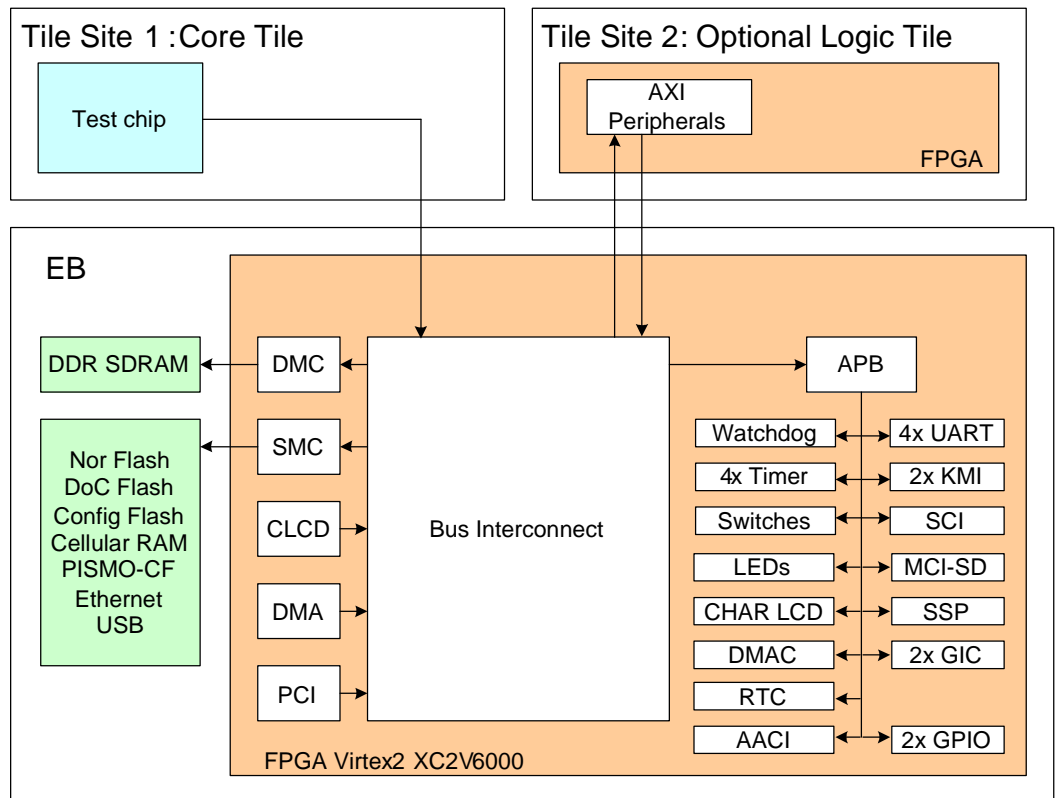 Tile Site 1 :Core Tile
Test chip
Tile Site 2: Optional Logic Tile
AXI
Peripherals
FPGA
EB
DDR SDRAM
Nor Flash
DoC Flash
Config Flash
Cellular RAM
PISMO-CF
Ethernet
USB
DMC
SMC
CLCD
DMA
PCI
Bus Interconnect
APB
Watchdog
4x UART
4x Timer
2x KMI
Switches
SCI
LEDs
MCI-SD
CHAR LCD
SSP
DMAC
2x GIC
RTC
AACI
2x GPIO
FPGA Virtex2 XC2V6000